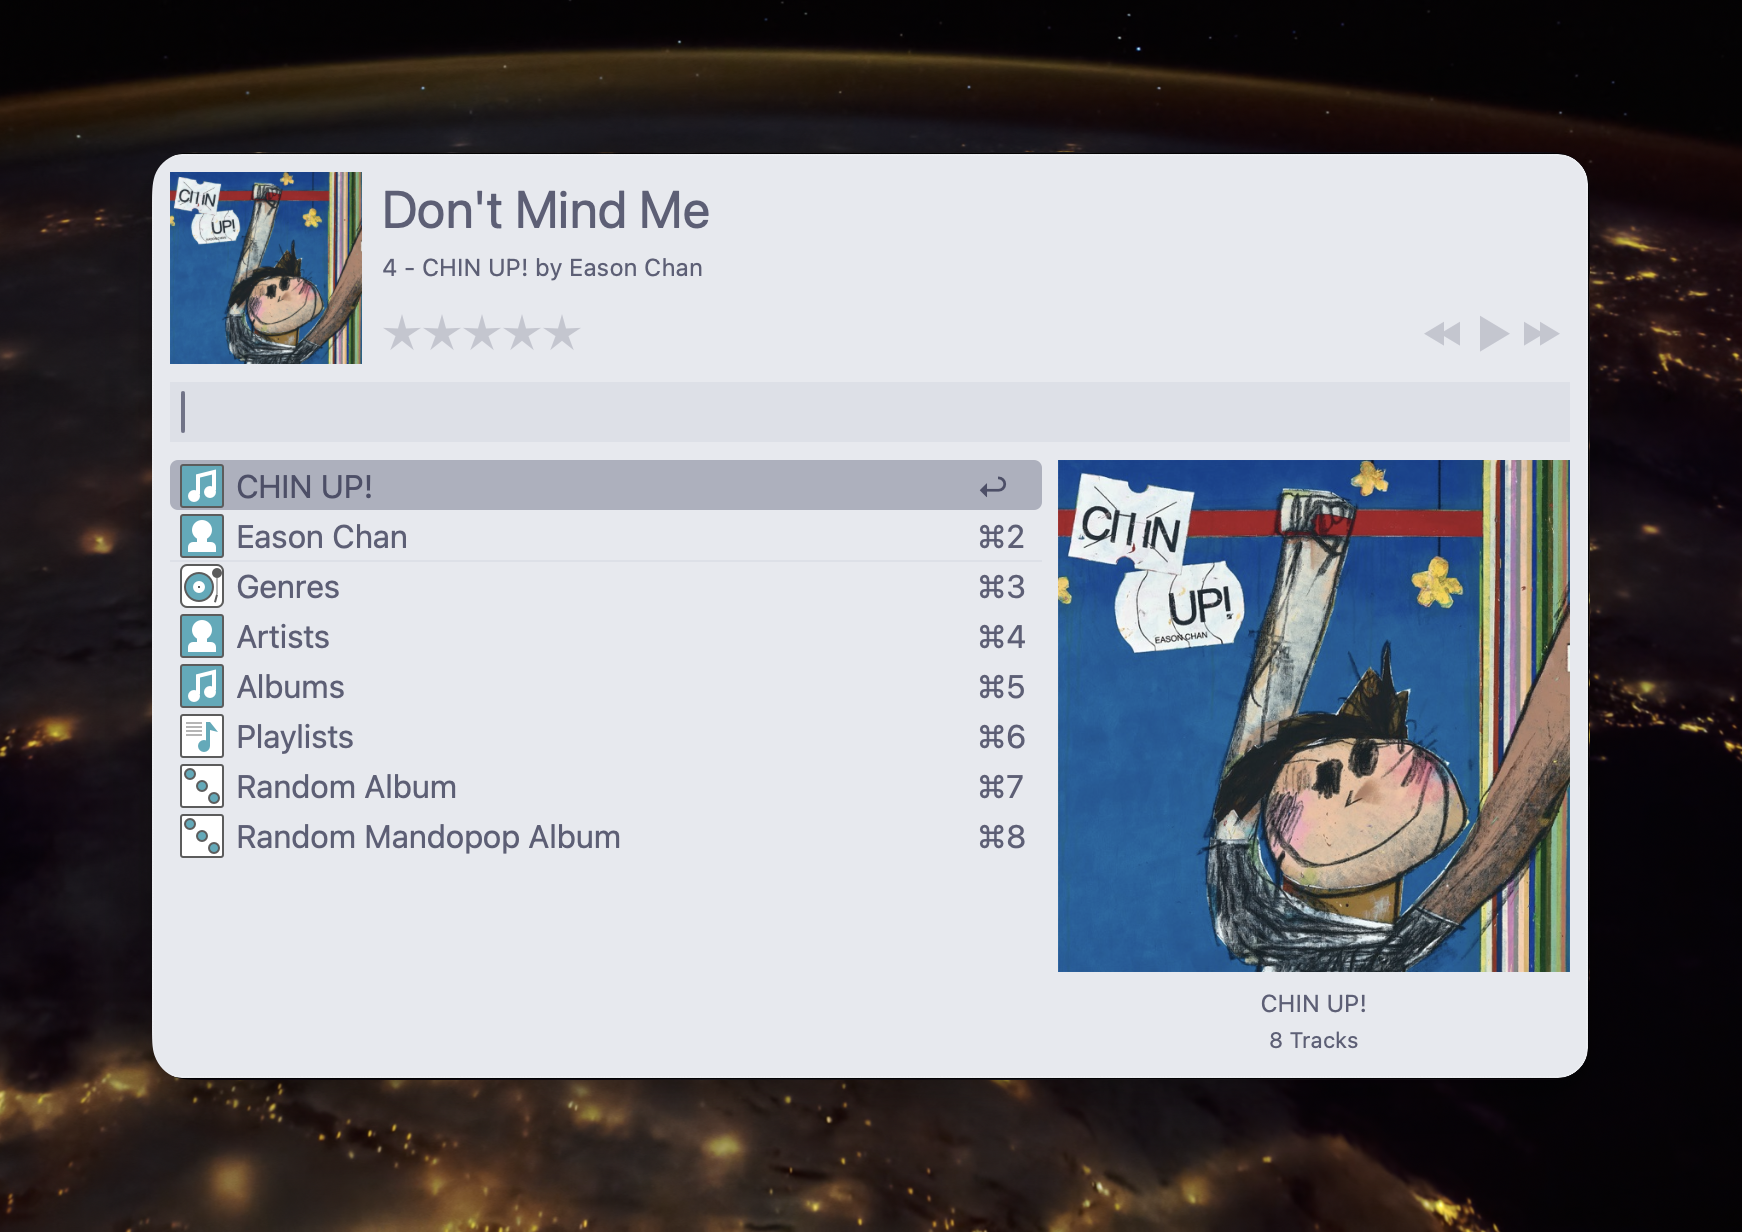 CHIN
UP!
Don't Mind Me
4 - CHIN UP! by Eason Chan
CHIN UP! ↩
Eason Chan ⌘2
Genres ⌘3
Artists ⌘4
Albums ⌘5
Playlists ⌘6
Random Album ⌘7
Random Mandopop Album ⌘8
CHIN
UP!
EASON CHAN
CHIN UP!
8 Tracks